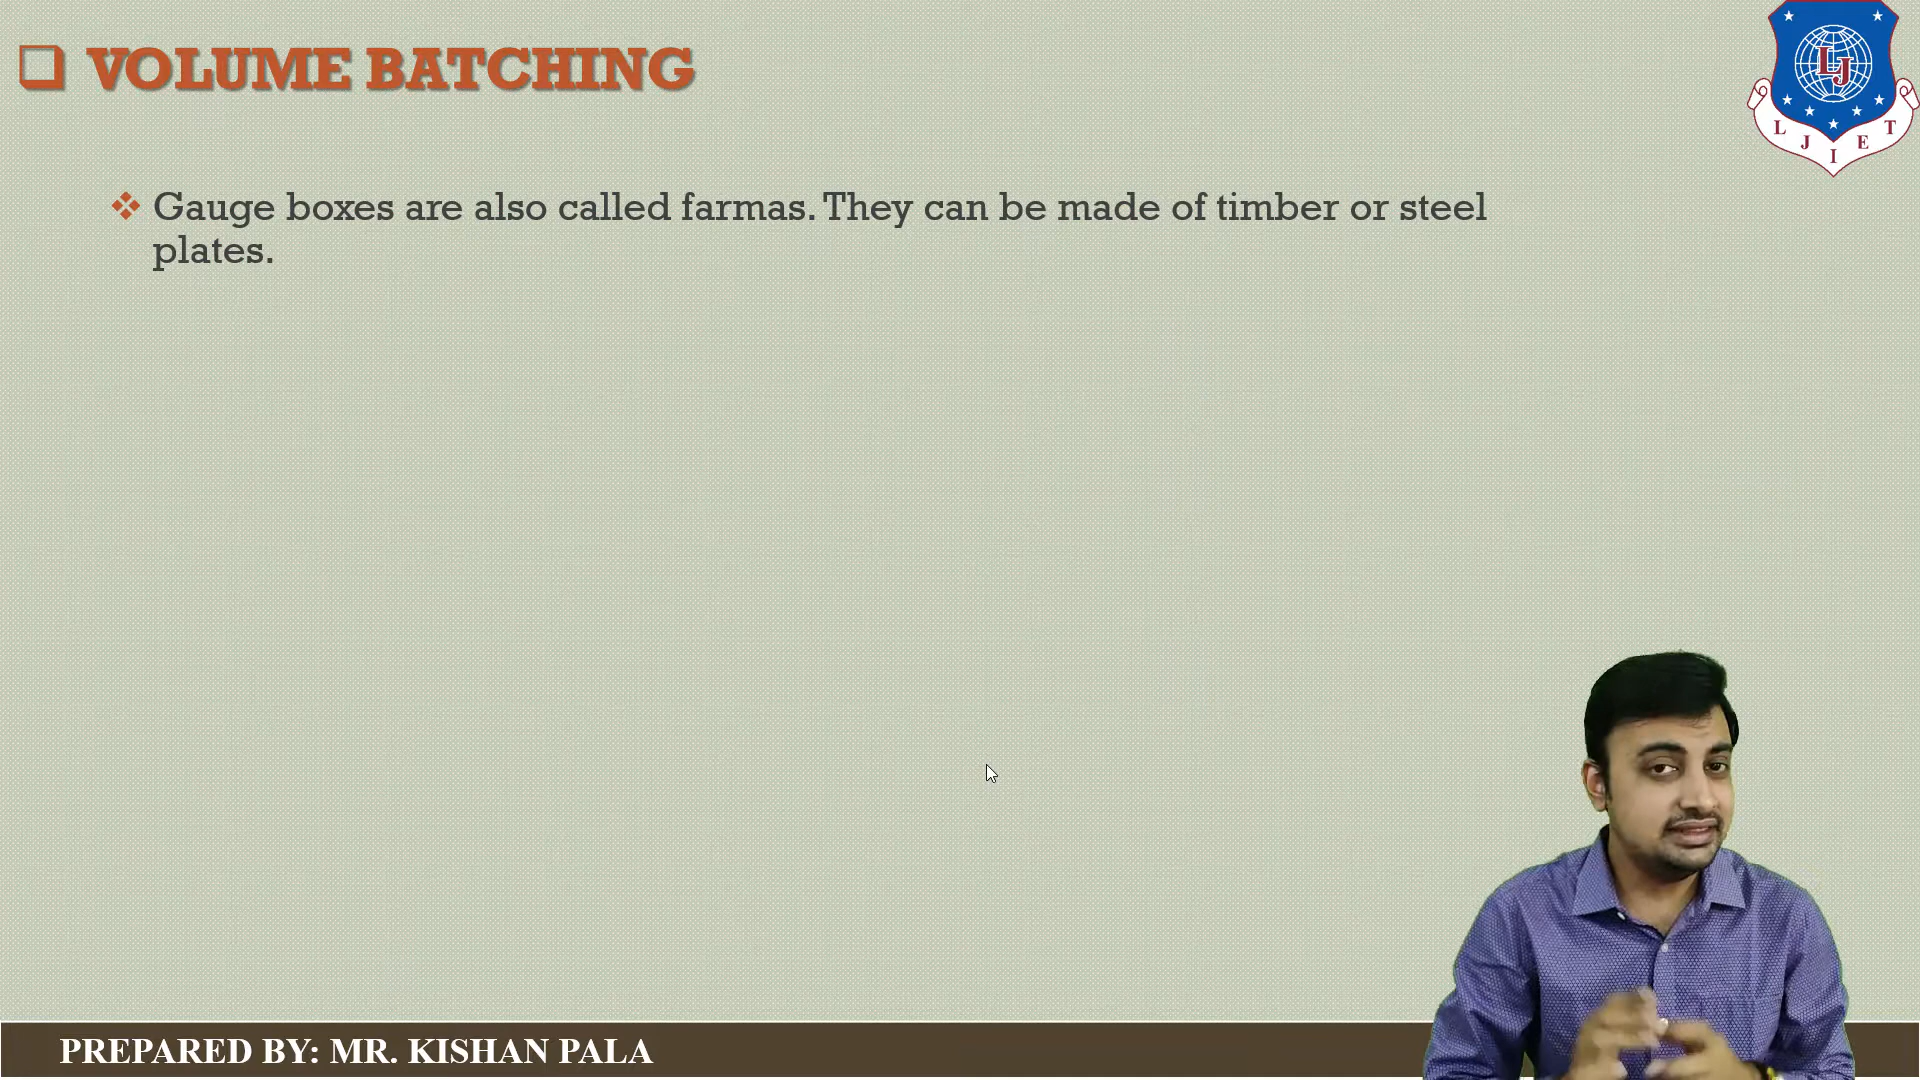 VOLUME BATCHING
Gauge boxes are also called farmas. They can be made of timber or steel
plates.
LJ
L J I E T
PREPARED BY: MR. KISHAN PALA